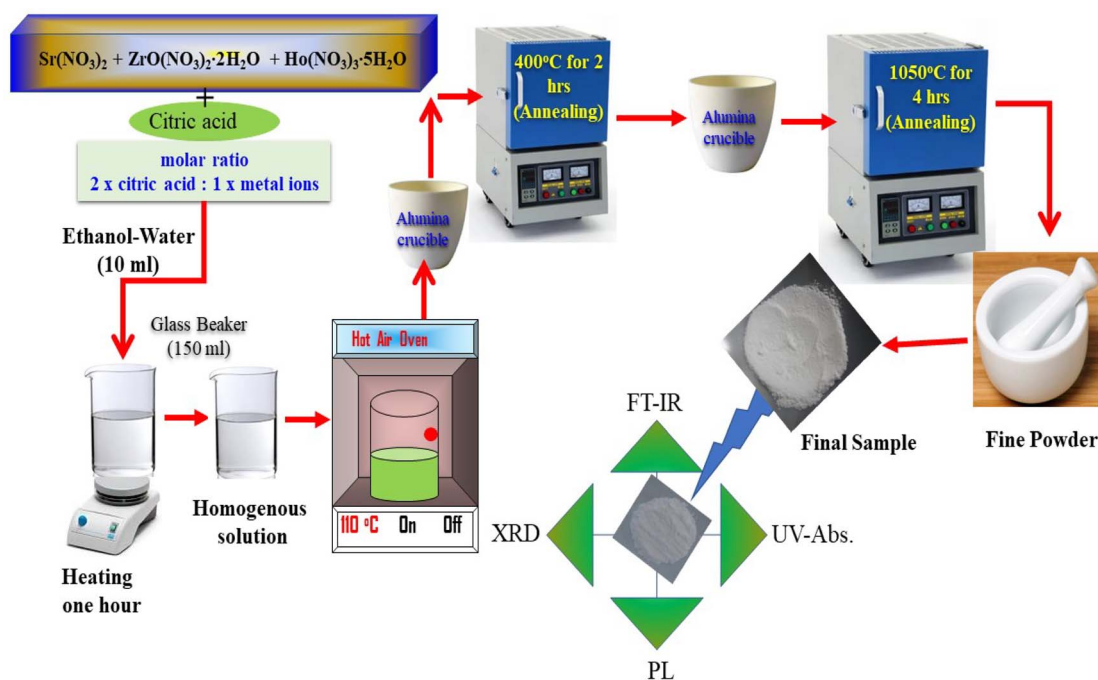 Sr(NO₃)₂ + ZrO(NO₃)₂·2H₂O + Ho(NO₃)₃·5H₂O
+
Citric acid
molar ratio
2 x citric acid : 1 x metal ions
Ethanol-Water
(10 ml)
Glass Beaker
(150 ml)
Heating
one hour
Homogenous
solution
Hot Air Oven
110 ºC On Off
Alumina
crucible
400ºC for 2
hrs
(Annealing)
Alumina
crucible
1050ºC for
4 hrs
(Annealing)
Fine Powder
Final Sample
FT-IR
XRD
UV-Abs.
PL